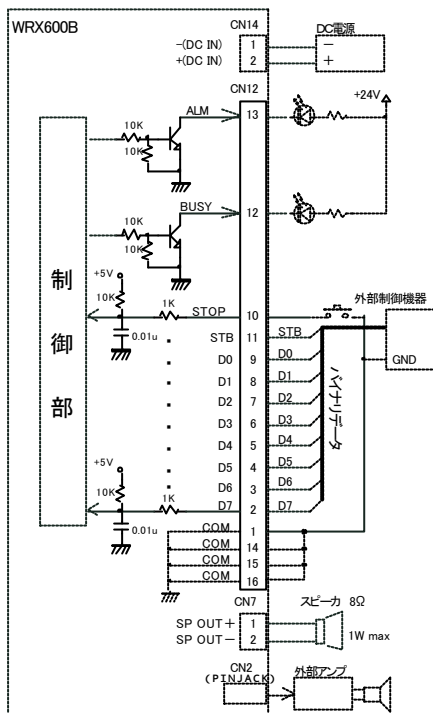 WRX600B
CN14
DC電源
-(DC IN) 1 −
+(DC IN) 2 +
CN12
+24V
ALM 13
10K
10K
BUSY 12
10K
10K
制御部
外部制御機器
+5V
10K
1K
STOP 10
0.01u
STB 11 STB
GND
D0 9 D0
D1 8 D1
D2 7 D2
D3 6 D3
D4 5 D4
D5 4 D5
D6 3 D6
D7 2 D7
バイナリデータ
+5V
10K
1K
0.01u
COM 1
COM 14
COM 15
COM 16
CN7
スピーカ 8Ω
SP OUT+ 1
SP OUT− 2
1W max
CN2
(PINJACK)
外部アンプ